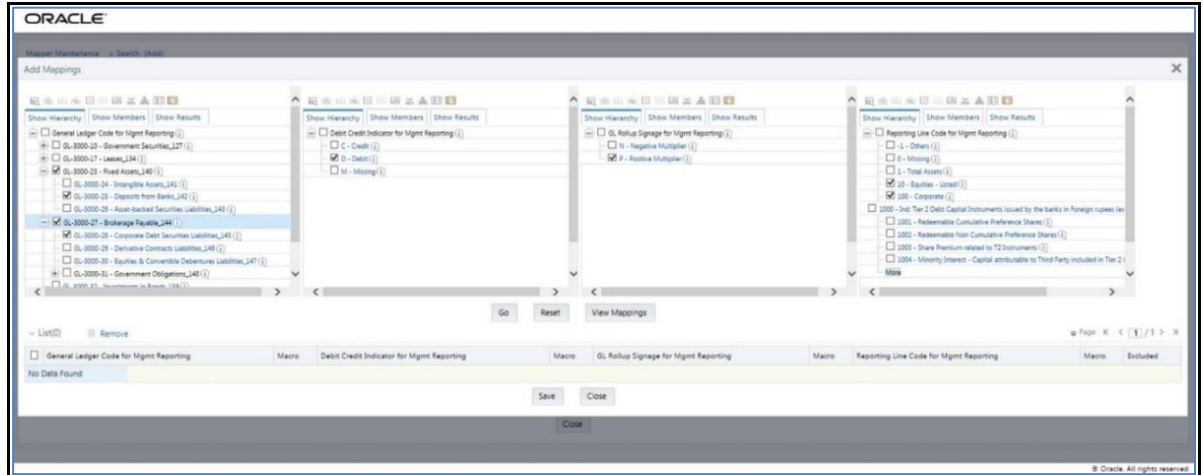 ORACLE
Mapper Maintenance > Search (Add)
Add Mappings
Show Hierarchy Show Members Show Results
General Ledger Code for Mgmt Reporting
GL-3000-10 - Government Securities_127
GL-3000-17 - Leases_134
GL-3000-23 - Fixed Assets_140
GL-3000-24 - Intangible Assets_141
GL-3000-25 - Deposits from Banks_142
GL-3000-26 - Asset-backed Securities Liabilities_143
GL-3000-27 - Brokerage Payable_144
GL-3000-28 - Corporate Debt Securities Liabilities_145
GL-3000-29 - Derivative Contracts Liabilities_146
GL-3000-30 - Equities & Convertible Debentures Liabilities_147
GL-3000-31 - Government Obligations_148
Show Hierarchy Show Members Show Results
Debit Credit Indicator for Mgmt Reporting
C - Credit
D - Debit
M - Missing
Show Hierarchy Show Members Show Results
GL Rollup Signage for Mgmt Reporting
N - Negative Multiplier
P - Positive Multiplier
Show Hierarchy Show Members Show Results
Reporting Line Code for Mgmt Reporting
-1 - Others
0 - Missing
1 - Total Assets
10 - Equities - Listed
100 - Corporate
1000 - Ind: Tier 2 Debt Capital Instruments issued by the banks in Foreign rupees (ex
1001 - Redeemable Cumulative Preference Shares
1002 - Redeemable Non Cumulative Preference Shares
1003 - Share Premium related to T2 Instruments
1004 - Minority Interest - Capital attributable to Third Party included in Tier 2
More
Go Reset View Mappings
List(0) Remove Page 1 / 1
General Ledger Code for Mgmt Reporting Macro Debit Credit Indicator for Mgmt Reporting Macro GL Rollup Signage for Mgmt Reporting Macro Reporting Line Code for Mgmt Reporting Macro Excluded
No Data Found
Save Close
Close
© Oracle. All rights reserved